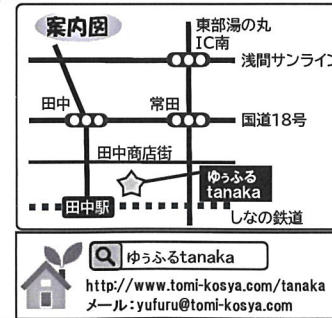 案内図
東部湯の丸
IC南
浅間サンライン
田中
常田
国道18号
田中商店街
ゆぅふる
tanaka
田中駅
しなの鉄道
ゆぅふるtanaka
http://www.tomi-kosya.com/tanaka
メール:yufuru@tomi-kosya.com